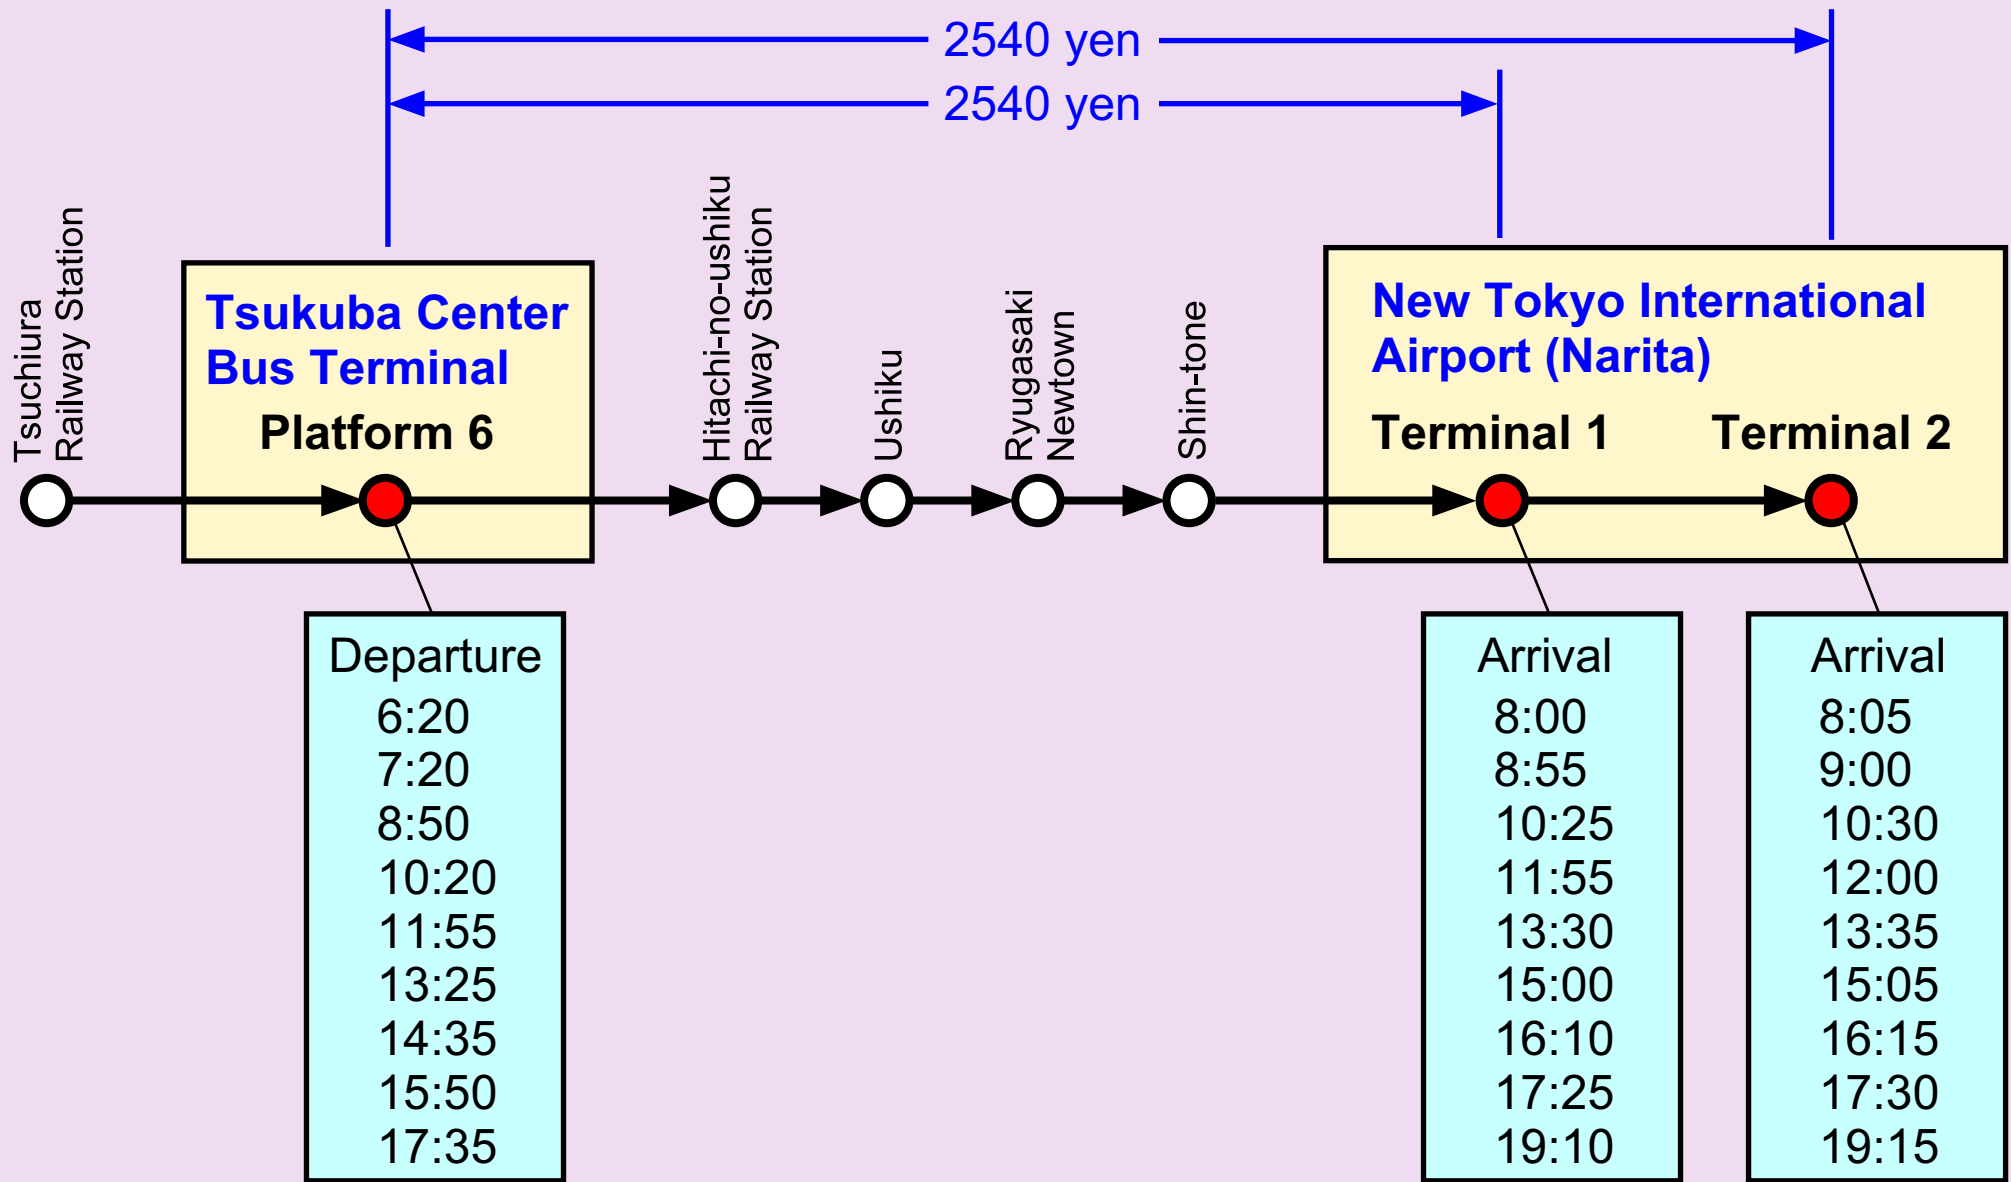 2540 yen
2540 yen
Tsuchiura
Railway Station
Tsukuba Center
Bus Terminal
Platform 6
Hitachi-no-ushiku
Railway Station
Ushiku
Ryugasaki
Newtown
Shin-tone
New Tokyo International
Airport (Narita)
Terminal 1
Terminal 2
Departure
6:20
7:20
8:50
10:20
11:55
13:25
14:35
15:50
17:35
Arrival
8:00
8:55
10:25
11:55
13:30
15:00
16:10
17:25
19:10
Arrival
8:05
9:00
10:30
12:00
13:35
15:05
16:15
17:30
19:15